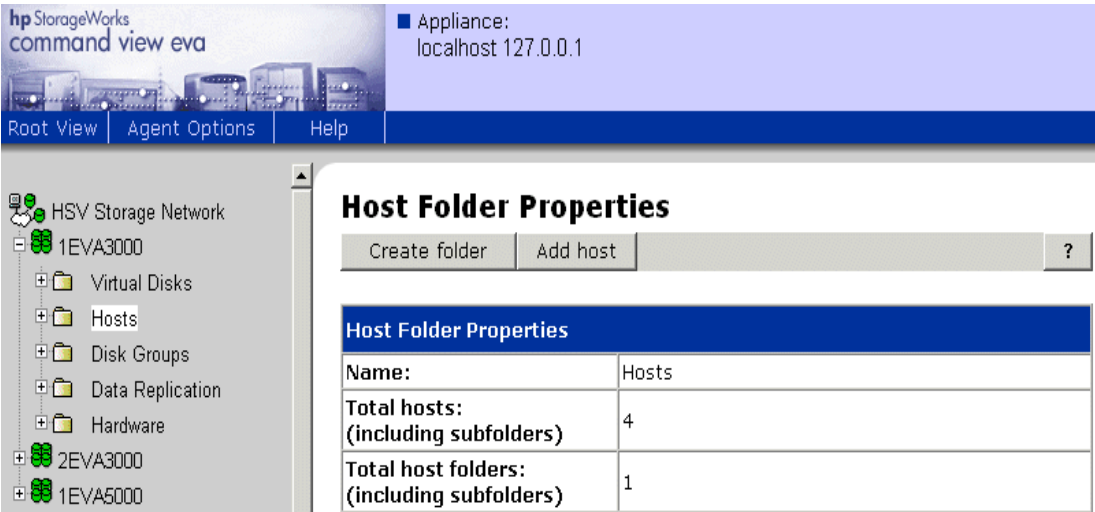 hp StorageWorks
command view eva
Appliance:
localhost 127.0.0.1
Root View
Agent Options
Help
HSV Storage Network
1EVA3000
Virtual Disks
Hosts
Disk Groups
Data Replication
Hardware
2EVA3000
1EVA5000
Host Folder Properties
Create folder
Add host
?
Host Folder Properties
Name:
Hosts
Total hosts:
(including subfolders)
4
Total host folders:
(including subfolders)
1